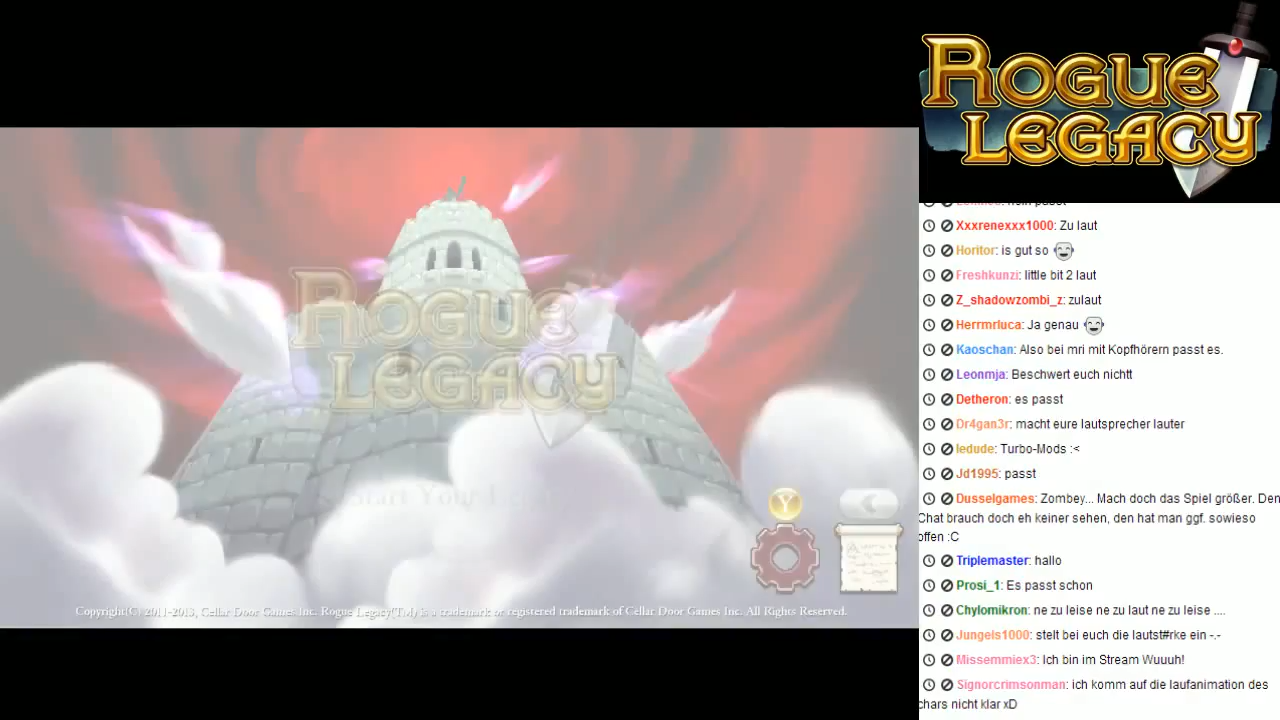 ROGUE
LEGACY
ROGUE
LEGACY
Start Your
Y
Copyright(C) 2011-2013, Cellar Door Games Inc. Rogue Legacy(TM) is a trademark or registered trademark of Cellar Door Games Inc. All Rights Reserved.
Xxxrenexxx1000: Zu laut
Horitor: is gut so
Freshkunzi: little bit 2 laut
Z_shadowzombi_z: zulaut
Herrmrluca: Ja genau
Kaoschan: Also bei mri mit Kopfhörern passt es.
Leonmja: Beschwert euch nichtt
Detheron: es passt
Dr4gan3r: macht eure lautsprecher lauter
Iedude: Turbo-Mods :<
Jd1995: passt
Dusselgames: Zombey... Mach doch das Spiel größer. Den
Chat brauch doch eh keiner sehen, den hat man ggf. sowieso
offen :C
Triplemaster: hallo
Prosi_1: Es passt schon
Chylomikron: ne zu leise ne zu laut ne zu leise ....
Jungels1000: stelt bei euch die lautst#rke ein -.-
Missemmiex3: Ich bin im Stream Wuuuh!
Signorcrimsonman: ich komm auf die laufanimation des
chars nicht klar xD